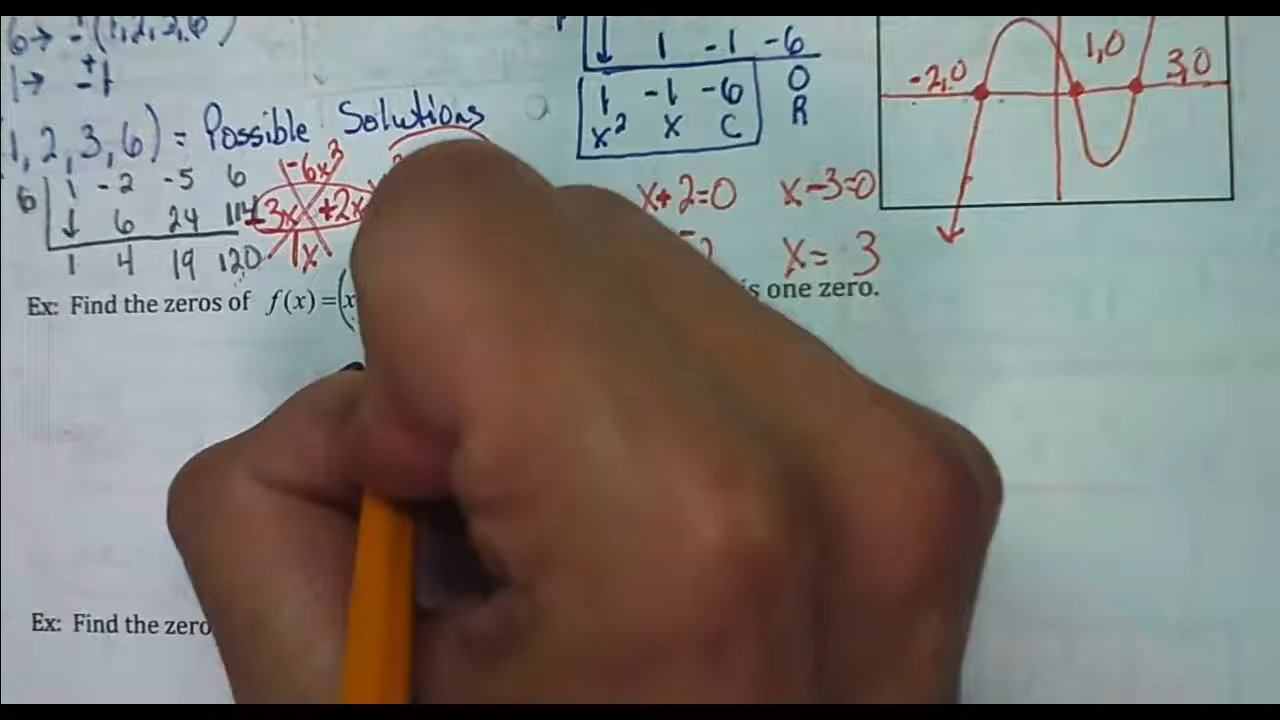 6→ ±(1,2,3,6)
1→ ±1
1, 2, 3, 6) = Possible Solutions
6 1 -2 -5 6
↓ 6 24 114
1 4 19 120
-6x³
-3x +2x
1x
↓ 1 -1 -6
1 -1 -6 0
x² x C R
x+2=0 x-3=0
x= 3
-2,0 1,0 3,0
Ex: Find the zeros of f(x)=(x
is one zero.
Ex: Find the zero